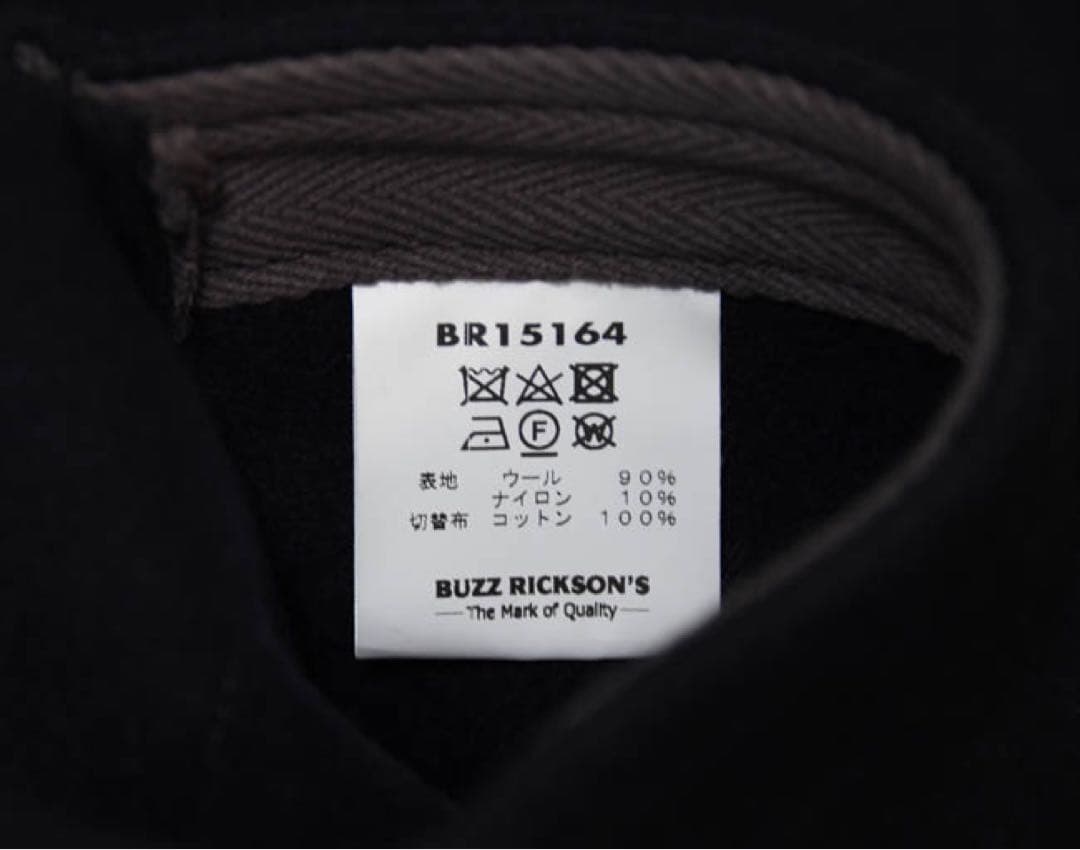 BR15164
F W
表地 ウール 90%
ナイロン 10%
切替布 コットン 100%
BUZZ RICKSON'S
The Mark of Quality